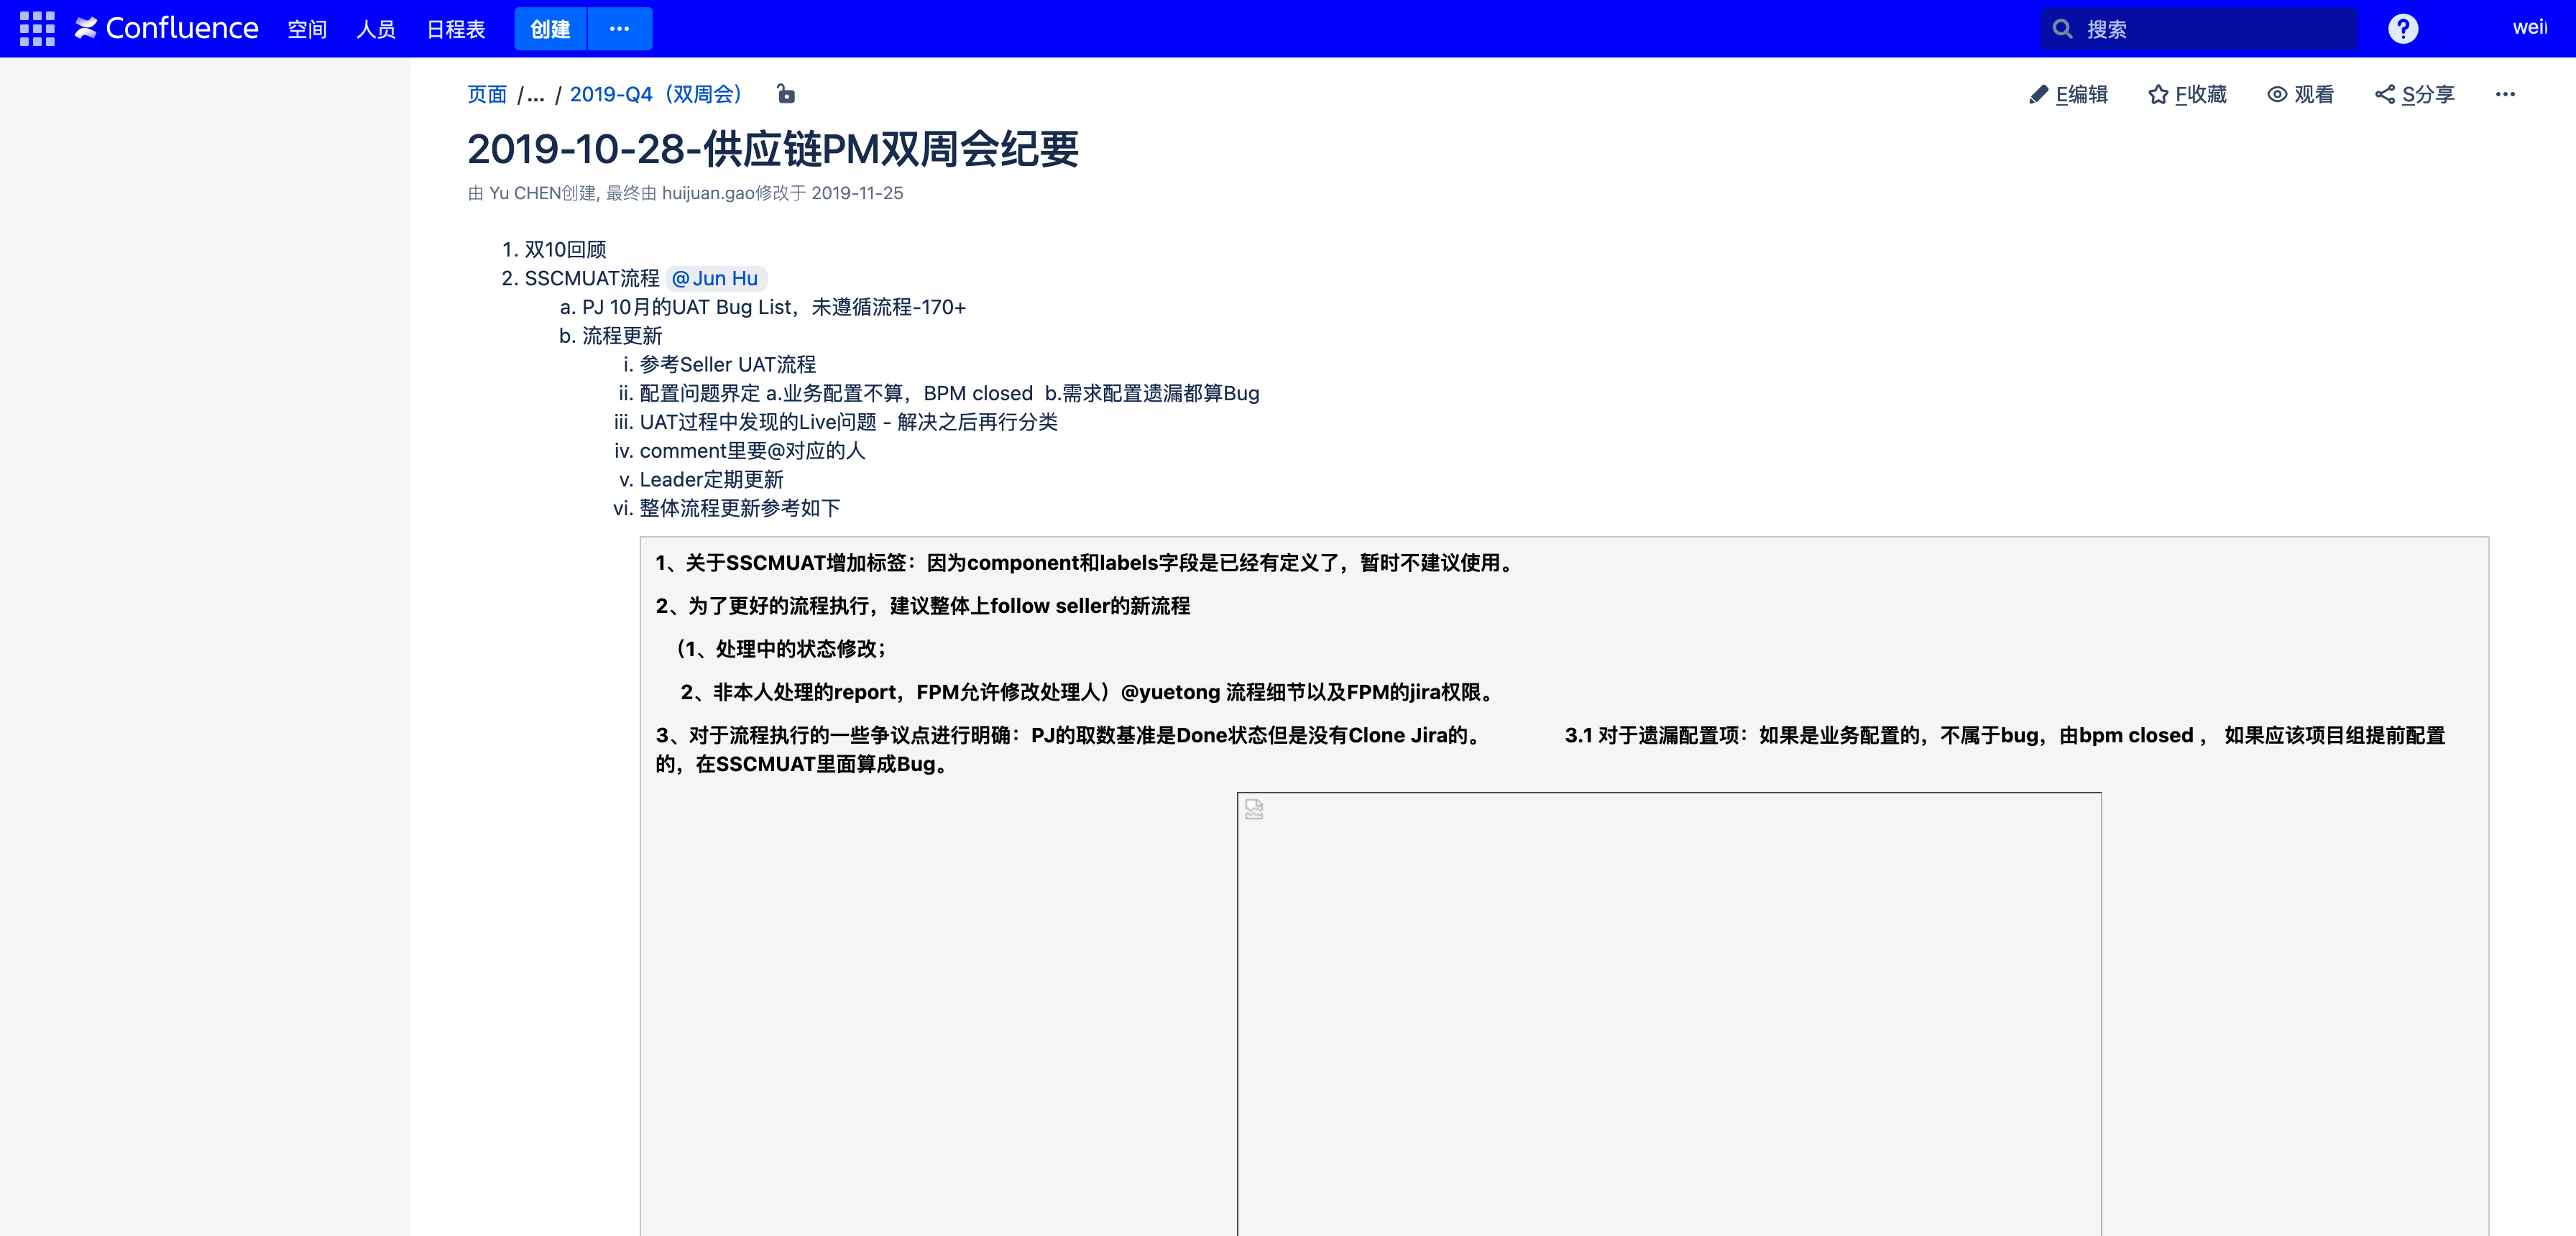 Confluence 空间 人员 日程表 创建 ··· 搜索 ? weil
页面 /... / 2019-Q4（双周会） E编辑 F收藏 观看 S分享 ···
2019-10-28-供应链PM双周会纪要
由 Yu CHEN创建, 最终由 huijuan.gao修改于 2019-11-25
1. 双10回顾
2. SSCMUAT流程 @Jun Hu
a. PJ 10月的UAT Bug List，未遵循流程-170+
b. 流程更新
i. 参考Seller UAT流程
ii. 配置问题界定 a.业务配置不算，BPM closed  b.需求配置遗漏都算Bug
iii. UAT过程中发现的Live问题 - 解决之后再行分类
iv. comment里要@对应的人
v. Leader定期更新
vi. 整体流程更新参考如下
1、关于SSCMUAT增加标签：因为component和labels字段是已经有定义了，暂时不建议使用。
2、为了更好的流程执行，建议整体上follow seller的新流程
（1、处理中的状态修改；
2、非本人处理的report，FPM允许修改处理人）@yuetong 流程细节以及FPM的jira权限。
3、对于流程执行的一些争议点进行明确：PJ的取数基准是Done状态但是没有Clone Jira的。 3.1 对于遗漏配置项：如果是业务配置的，不属于bug，由bpm closed ， 如果应该项目组提前配置
的，在SSCMUAT里面算成Bug。